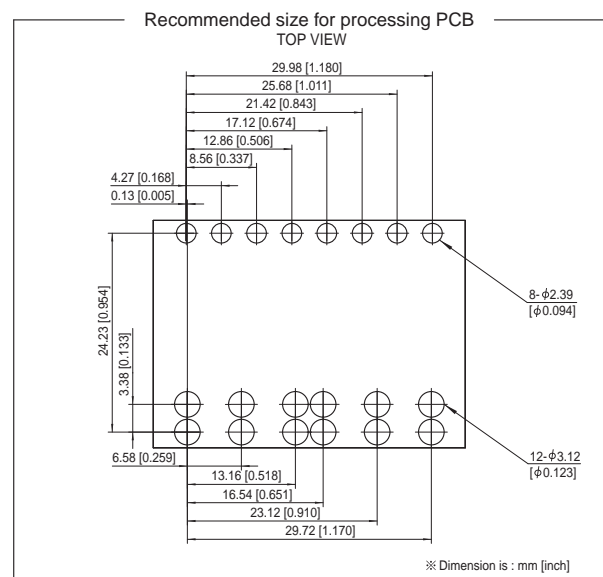 Recommended size for processing PCB
TOP VIEW
29.98 [1.180]
25.68 [1.011]
21.42 [0.843]
17.12 [0.674]
12.86 [0.506]
8.56 [0.337]
4.27 [0.168]
0.13 [0.005]
24.23 [0.954]
3.38 [0.133]
8-ϕ2.39
[ϕ0.094]
12-ϕ3.12
[ϕ0.123]
6.58 [0.259]
13.16 [0.518]
16.54 [0.651]
23.12 [0.910]
29.72 [1.170]
※ Dimension is : mm [inch]